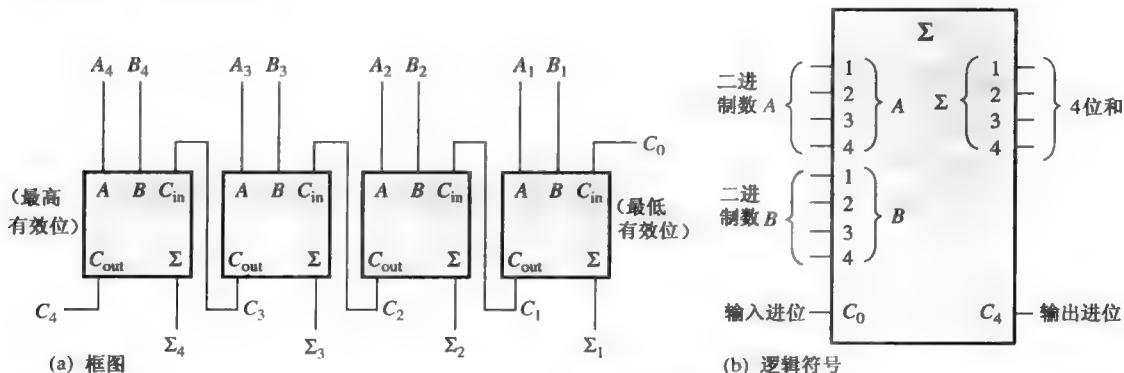 A₄ B₄ A₃ B₃ A₂ B₂ A₁ B₁
C₀
A B Cin A B Cin A B Cin A B Cin
(最高
有效位)
(最低
有效位)
Cout Σ Cout Σ Cout Σ Cout Σ
C₄ C₃ C₂ C₁
Σ₄ Σ₃ Σ₂ Σ₁
(a) 框图
Σ
二进
制数 A
1
2
3
4
A
Σ
1
2
3
4
4位和
二进
制数 B
1
2
3
4
B
输入进位 C₀ C₄ 输出进位
(b) 逻辑符号